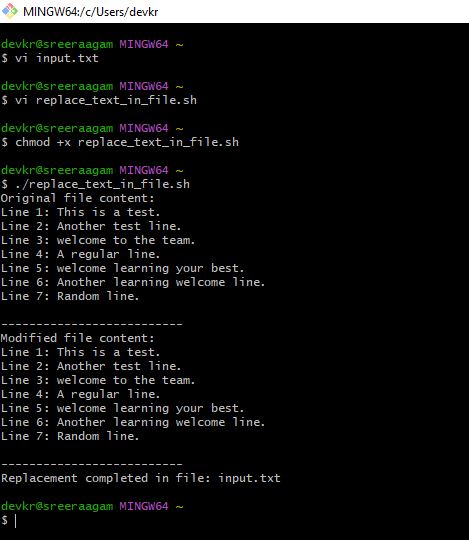 MINGW64:/c/Users/devkr
devkr@sreeraagam MINGW64 ~
$ vi input.txt
devkr@sreeraagam MINGW64 ~
$ vi replace_text_in_file.sh
devkr@sreeraagam MINGW64 ~
$ chmod +x replace_text_in_file.sh
devkr@sreeraagam MINGW64 ~
$ ./replace_text_in_file.sh
Original file content:
Line 1: This is a test.
Line 2: Another test line.
Line 3: welcome to the team.
Line 4: A regular line.
Line 5: welcome learning your best.
Line 6: Another learning welcome line.
Line 7: Random line.
--------------------------
Modified file content:
Line 1: This is a test.
Line 2: Another test line.
Line 3: welcome to the team.
Line 4: A regular line.
Line 5: welcome learning your best.
Line 6: Another learning welcome line.
Line 7: Random line.
--------------------------
Replacement completed in file: input.txt
devkr@sreeraagam MINGW64 ~
$